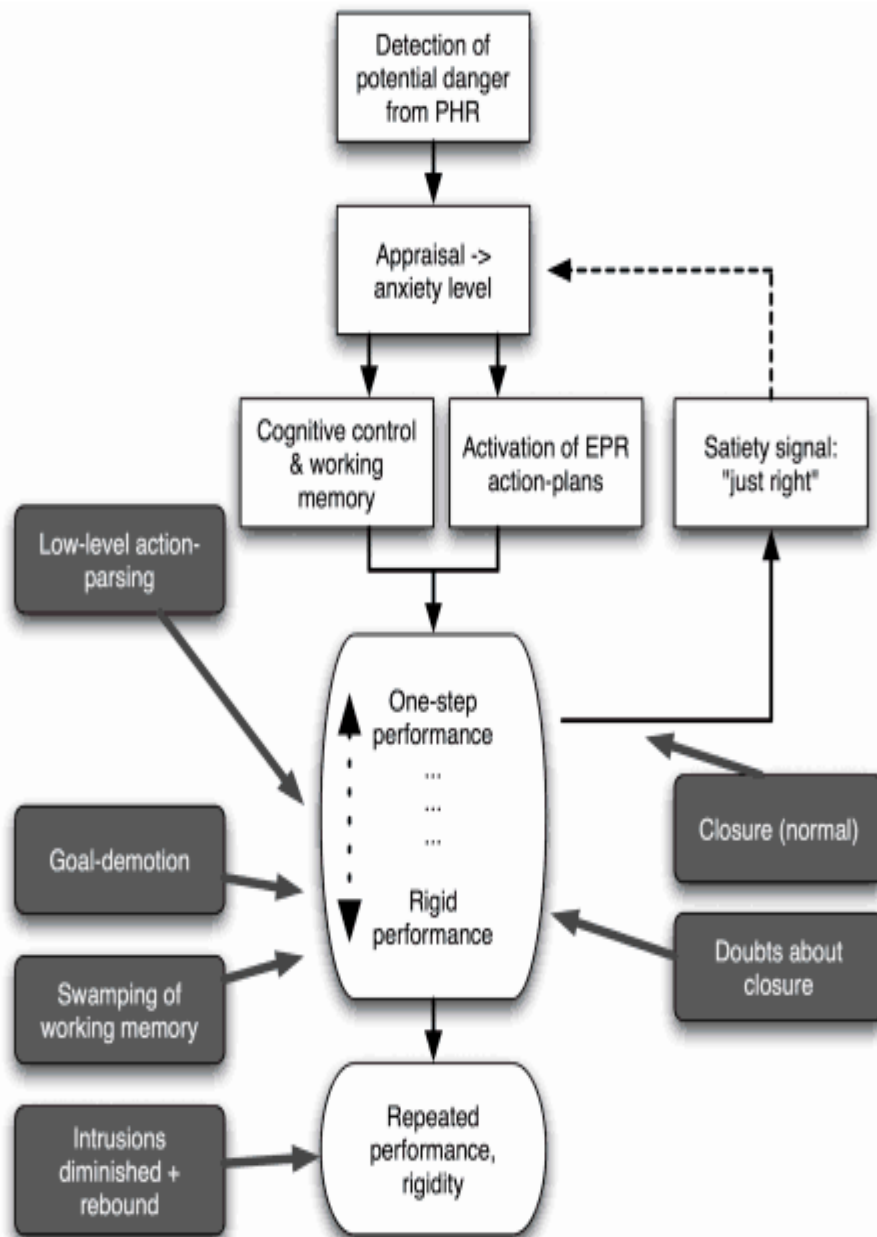 Detection of
potential danger
from PHR
Appraisal ->
anxiety level
Cognitive control
& working
memory
Activation of EPR
action-plans
Satiety signal:
"just right"
Low-level action-
parsing
One-step
performance
...
...
...
Rigid
performance
Goal-demotion
Swamping of
working memory
Closure (normal)
Doubts about
closure
Intrusions
diminished +
rebound
Repeated
performance,
rigidity